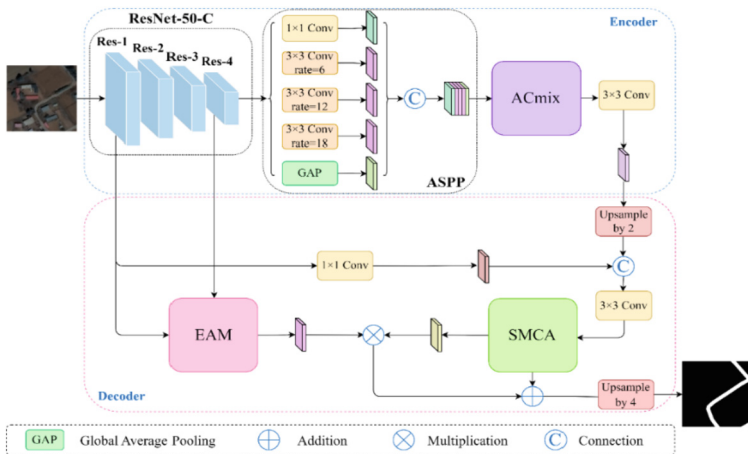 ResNet-50-C
Encoder
Res-1
Res-2
Res-3
Res-4
1×1 Conv
3×3 Conv
rate=6
3×3 Conv
rate=12
3×3 Conv
rate=18
GAP
ASPP
C
ACmix
3×3 Conv
Upsample
by 2
C
1×1 Conv
3×3 Conv
EAM
SMCA
Decoder
Upsample
by 4
GAP Global Average Pooling Addition Multiplication C Connection